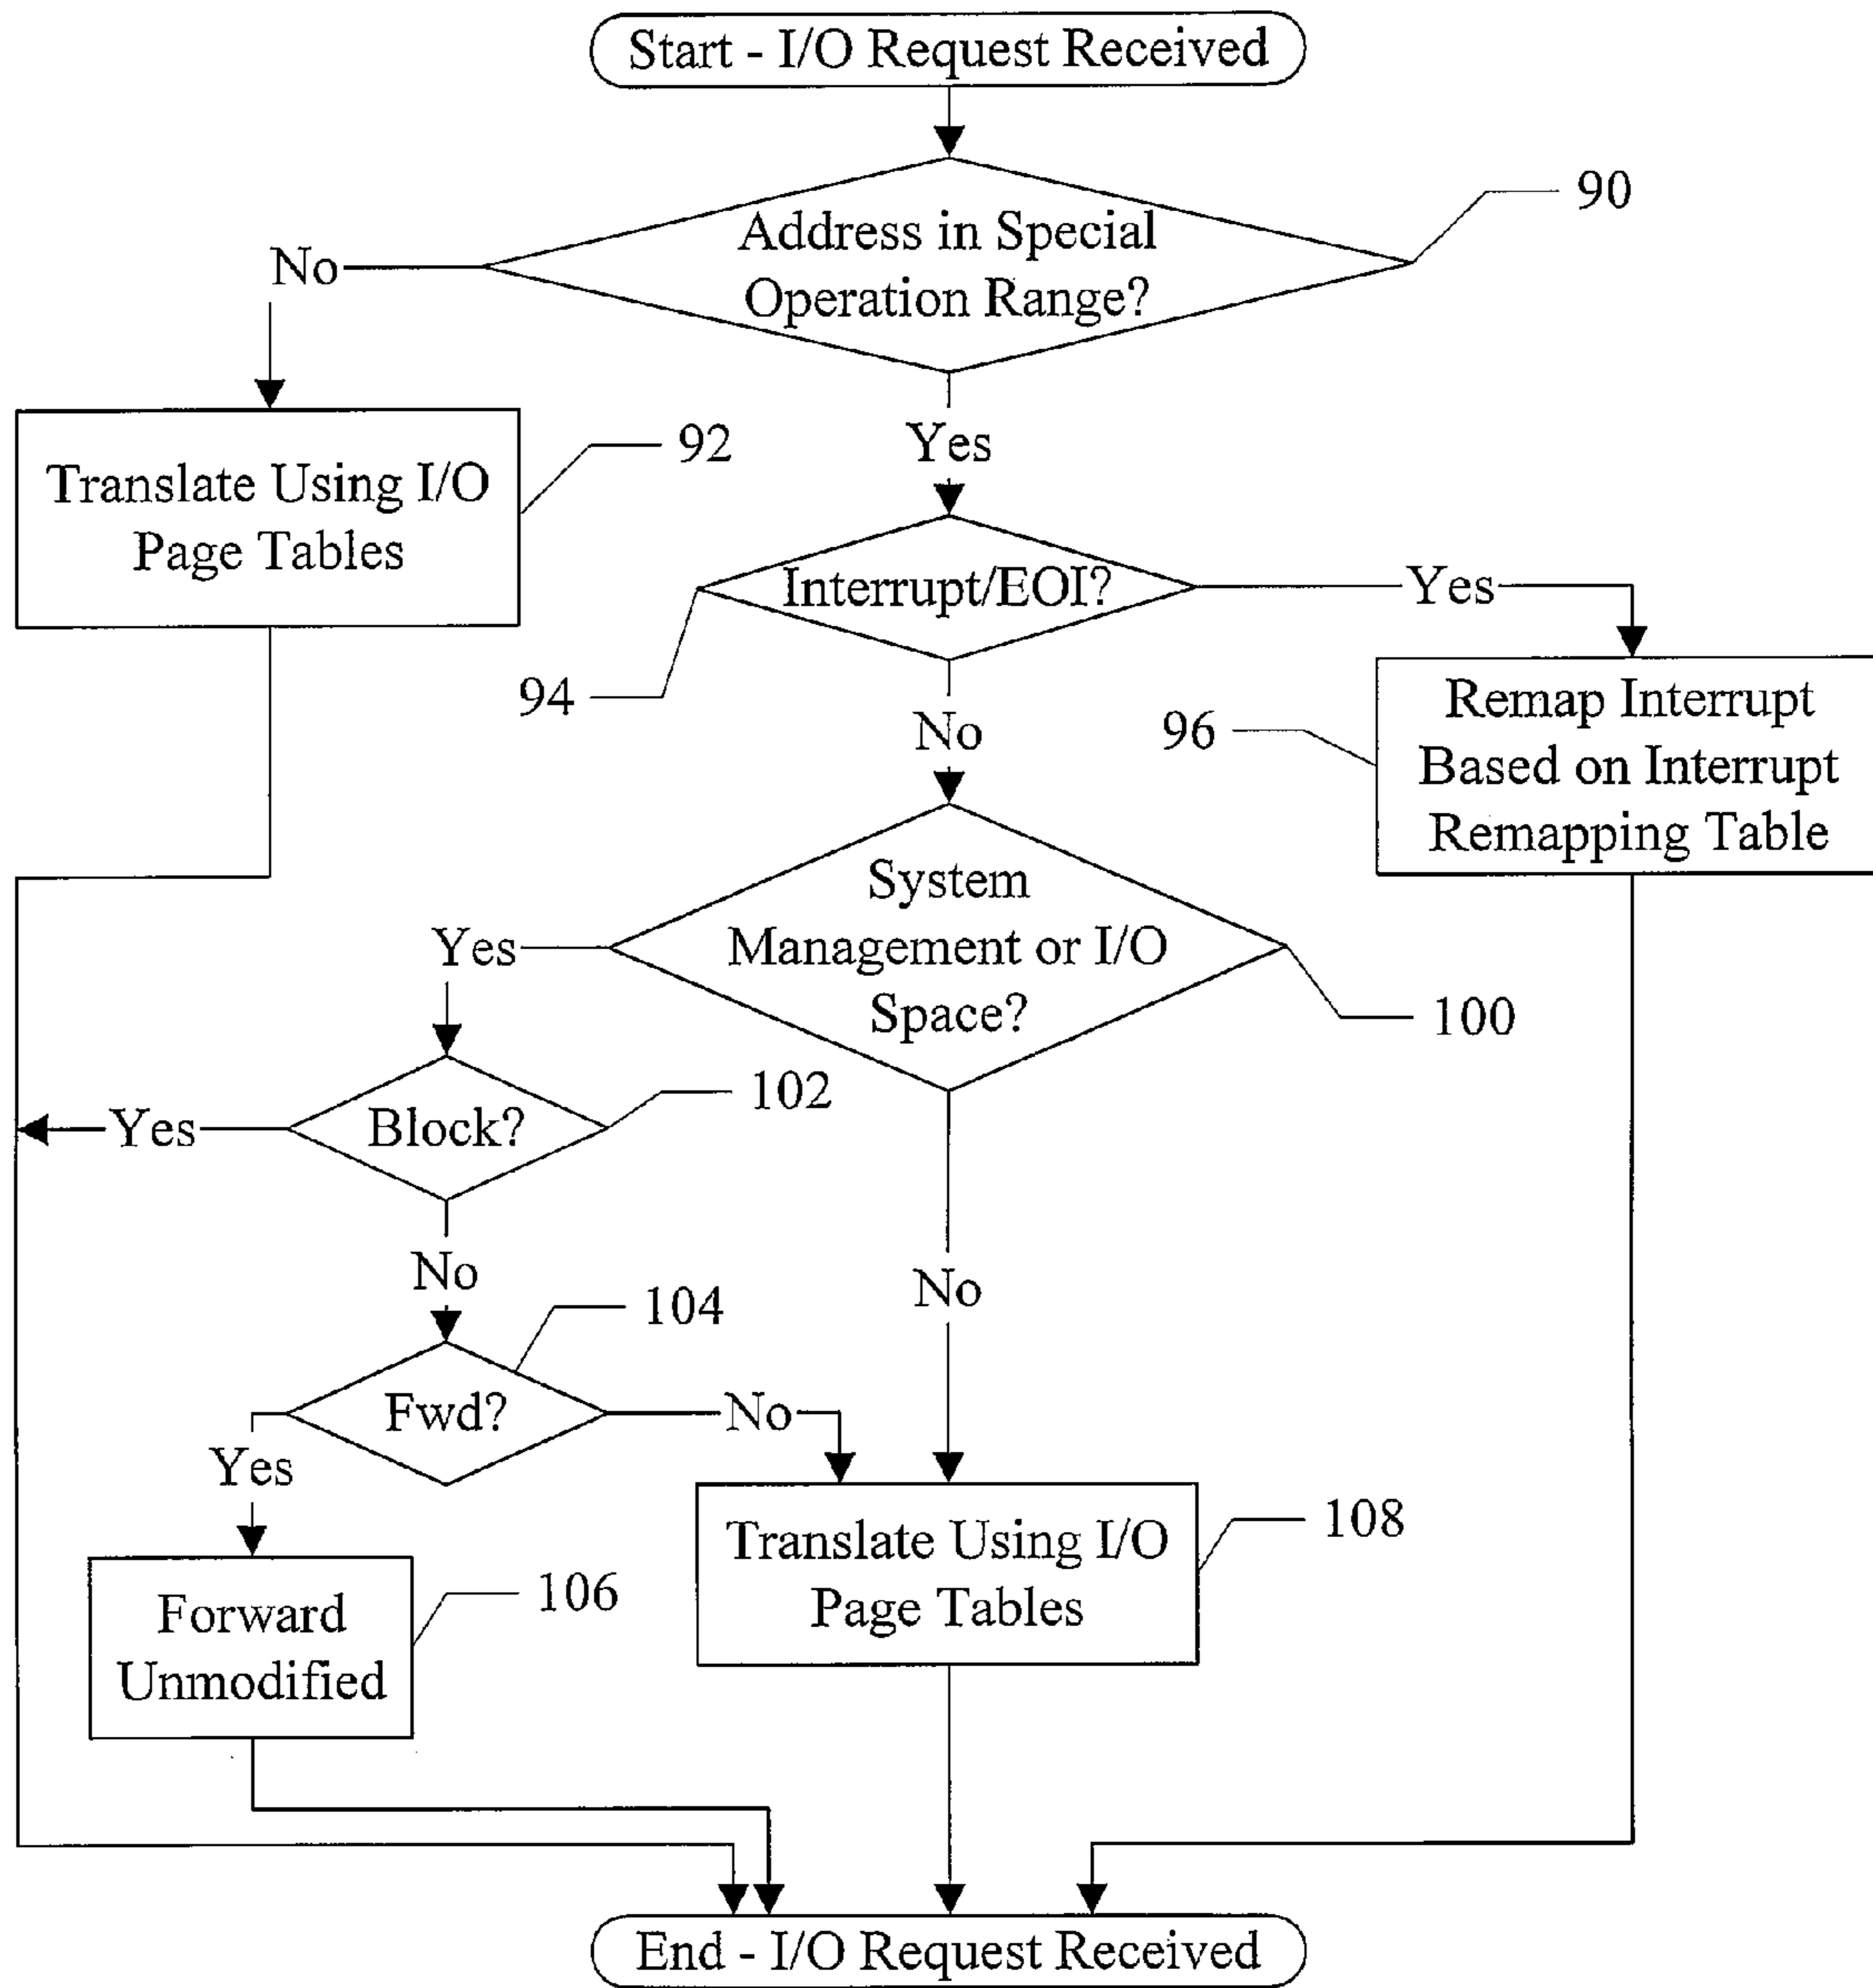 Start - I/O Request Received
Address in Special
Operation Range?
90
No
Yes
Translate Using I/O
Page Tables
92
Interrupt/EOI?
Yes
94
No
Remap Interrupt
Based on Interrupt
Remapping Table
96
System
Management or I/O
Space?
Yes
100
Block?
102
Yes
No
No
Fwd?
104
Yes
No
Forward
Unmodified
106
Translate Using I/O
Page Tables
108
End - I/O Request Received